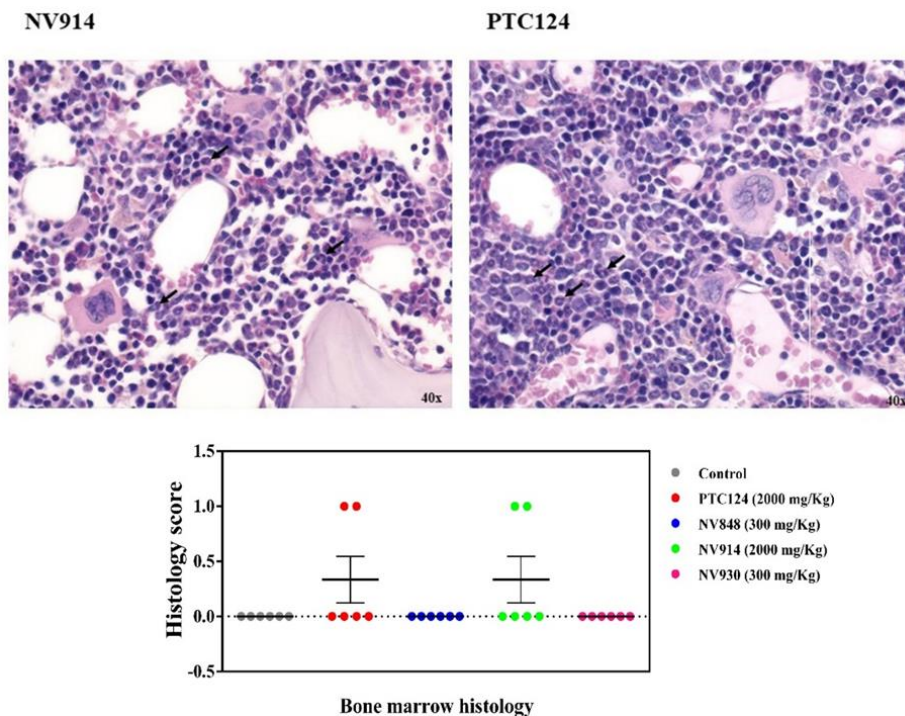 NV914
PTC124
40x
40x
1.5
1.0
0.5
0.0
-0.5
Histology score
Bone marrow histology
Control
PTC124 (2000 mg/Kg)
NV848 (300 mg/Kg)
NV914 (2000 mg/Kg)
NV930 (300 mg/Kg)